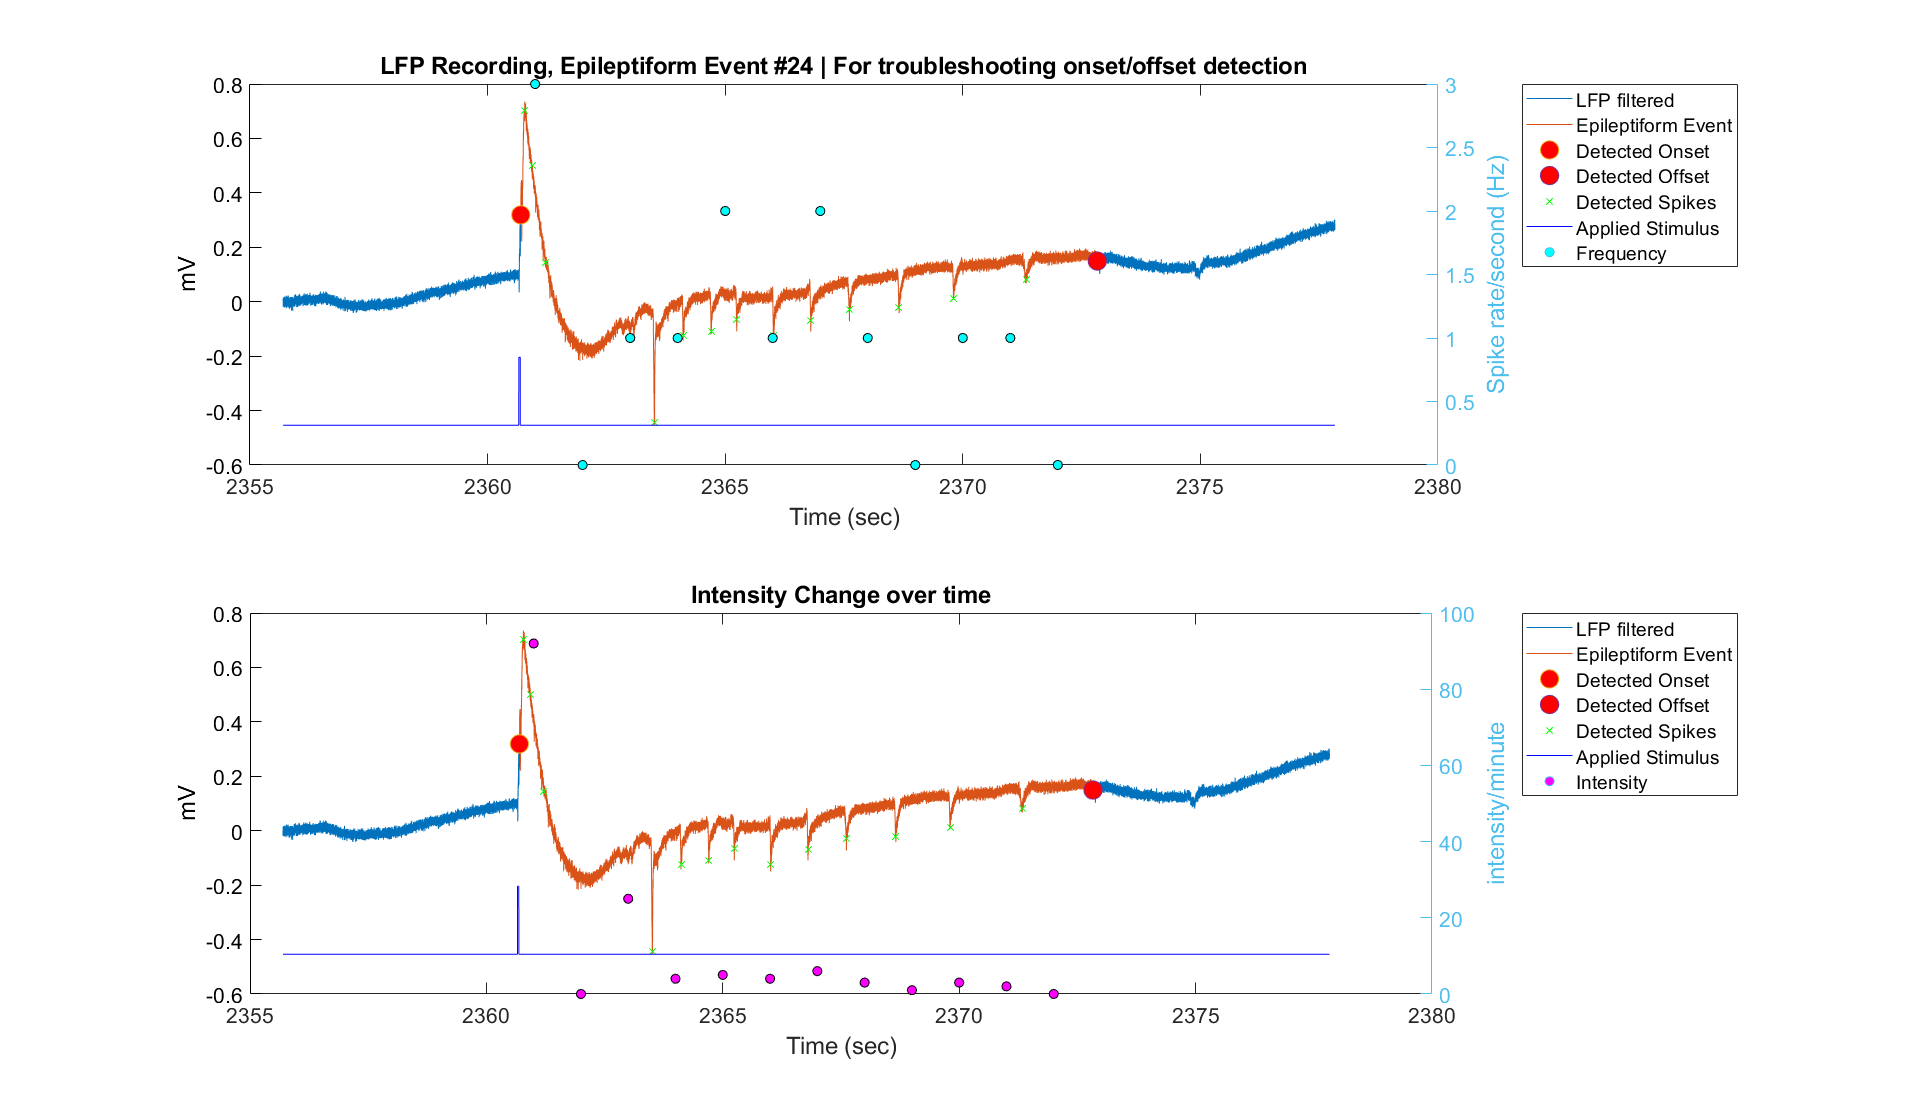 LFP Recording, Epileptiform Event #24 | For troubleshooting onset/offset detection
0.8
0.6
0.4
0.2
0
-0.2
-0.4
-0.6
mV
2355
2360
2365
2370
2375
2380
Time (sec)
3
2.5
2
1.5
1
0.5
0
Spike rate/second (Hz)
LFP filtered
Epileptiform Event
Detected Onset
Detected Offset
Detected Spikes
Applied Stimulus
Frequency
Intensity Change over time
0.8
0.6
0.4
0.2
0
-0.2
-0.4
-0.6
mV
2355
2360
2365
2370
2375
2380
Time (sec)
100
80
60
40
20
0
intensity/minute
LFP filtered
Epileptiform Event
Detected Onset
Detected Offset
Detected Spikes
Applied Stimulus
Intensity